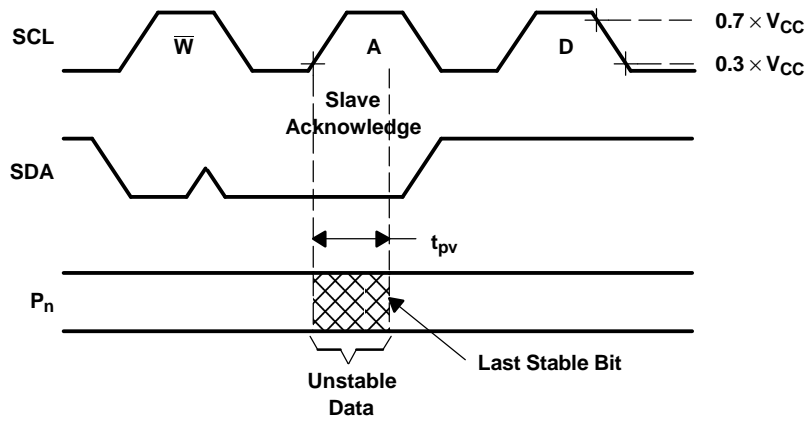 SCL
W̅
A
D
0.7 × VCC
0.3 × VCC
Slave
Acknowledge
SDA
tpv
Pn
Last Stable Bit
Unstable
Data